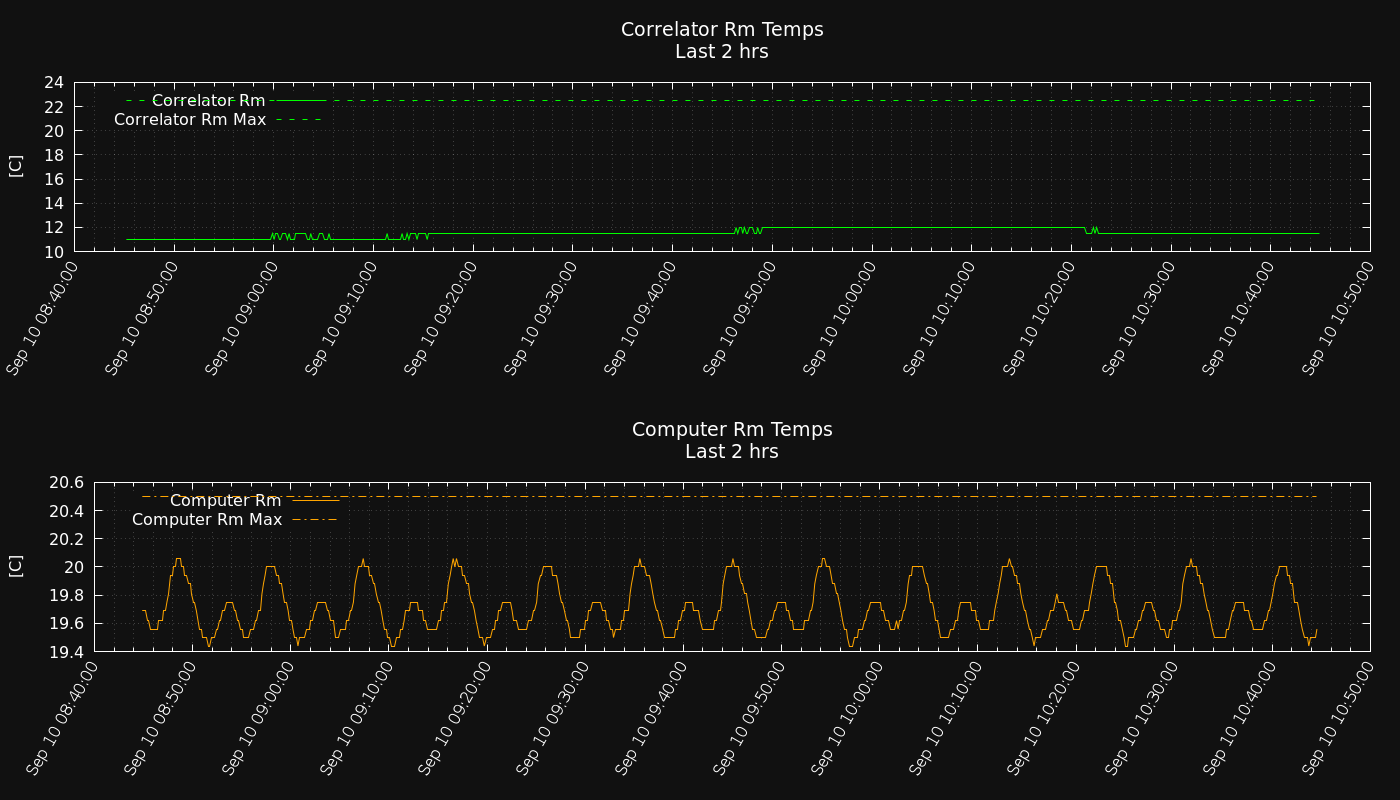 Correlator Rm Temps
Last 2 hrs
24
22
20
18
16
14
12
10
[C]
Correlator Rm
Correlator Rm Max
Sep 10 08:40:00
Sep 10 08:50:00
Sep 10 09:00:00
Sep 10 09:10:00
Sep 10 09:20:00
Sep 10 09:30:00
Sep 10 09:40:00
Sep 10 09:50:00
Sep 10 10:00:00
Sep 10 10:10:00
Sep 10 10:20:00
Sep 10 10:30:00
Sep 10 10:40:00
Sep 10 10:50:00
Computer Rm Temps
Last 2 hrs
20.6
20.4
20.2
20
19.8
19.6
19.4
[C]
Computer Rm
Computer Rm Max
Sep 10 08:40:00
Sep 10 08:50:00
Sep 10 09:00:00
Sep 10 09:10:00
Sep 10 09:20:00
Sep 10 09:30:00
Sep 10 09:40:00
Sep 10 09:50:00
Sep 10 10:00:00
Sep 10 10:10:00
Sep 10 10:20:00
Sep 10 10:30:00
Sep 10 10:40:00
Sep 10 10:50:00